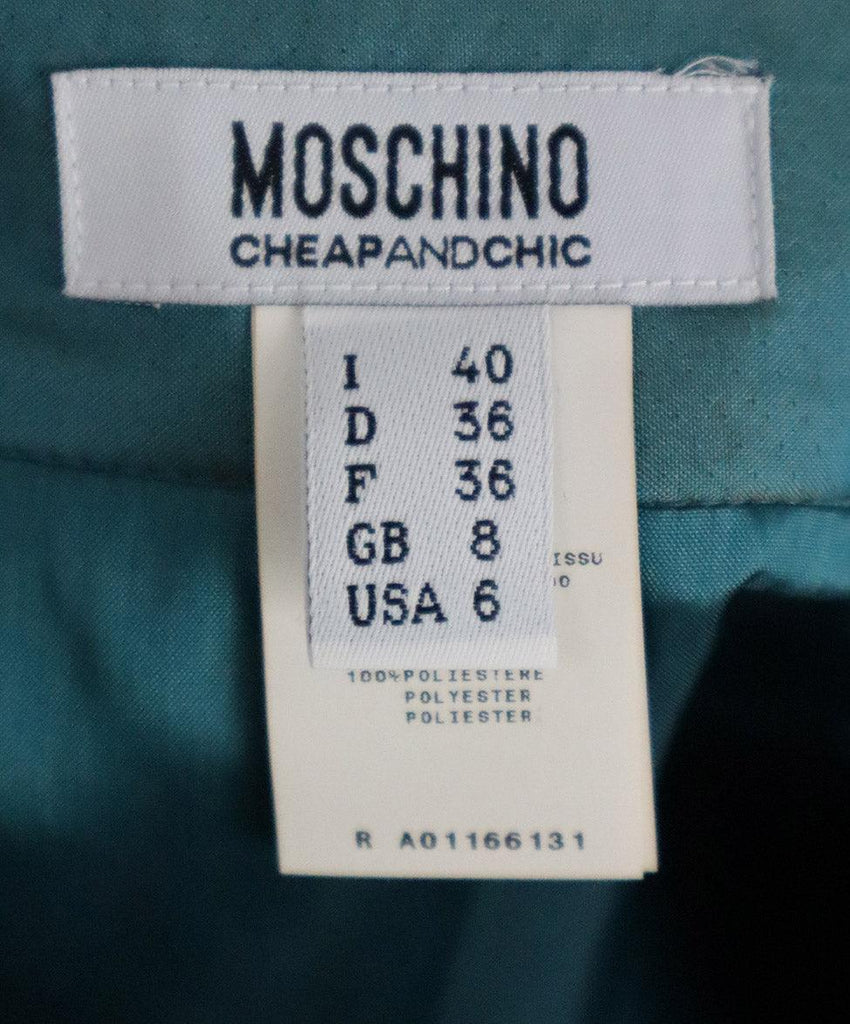 MOSCHINO
CHEAPANDCHIC
I 40
D 36
F 36
GB 8
USA 6
100%POLIESTERE
POLYESTER
POLIESTER
R A01166131